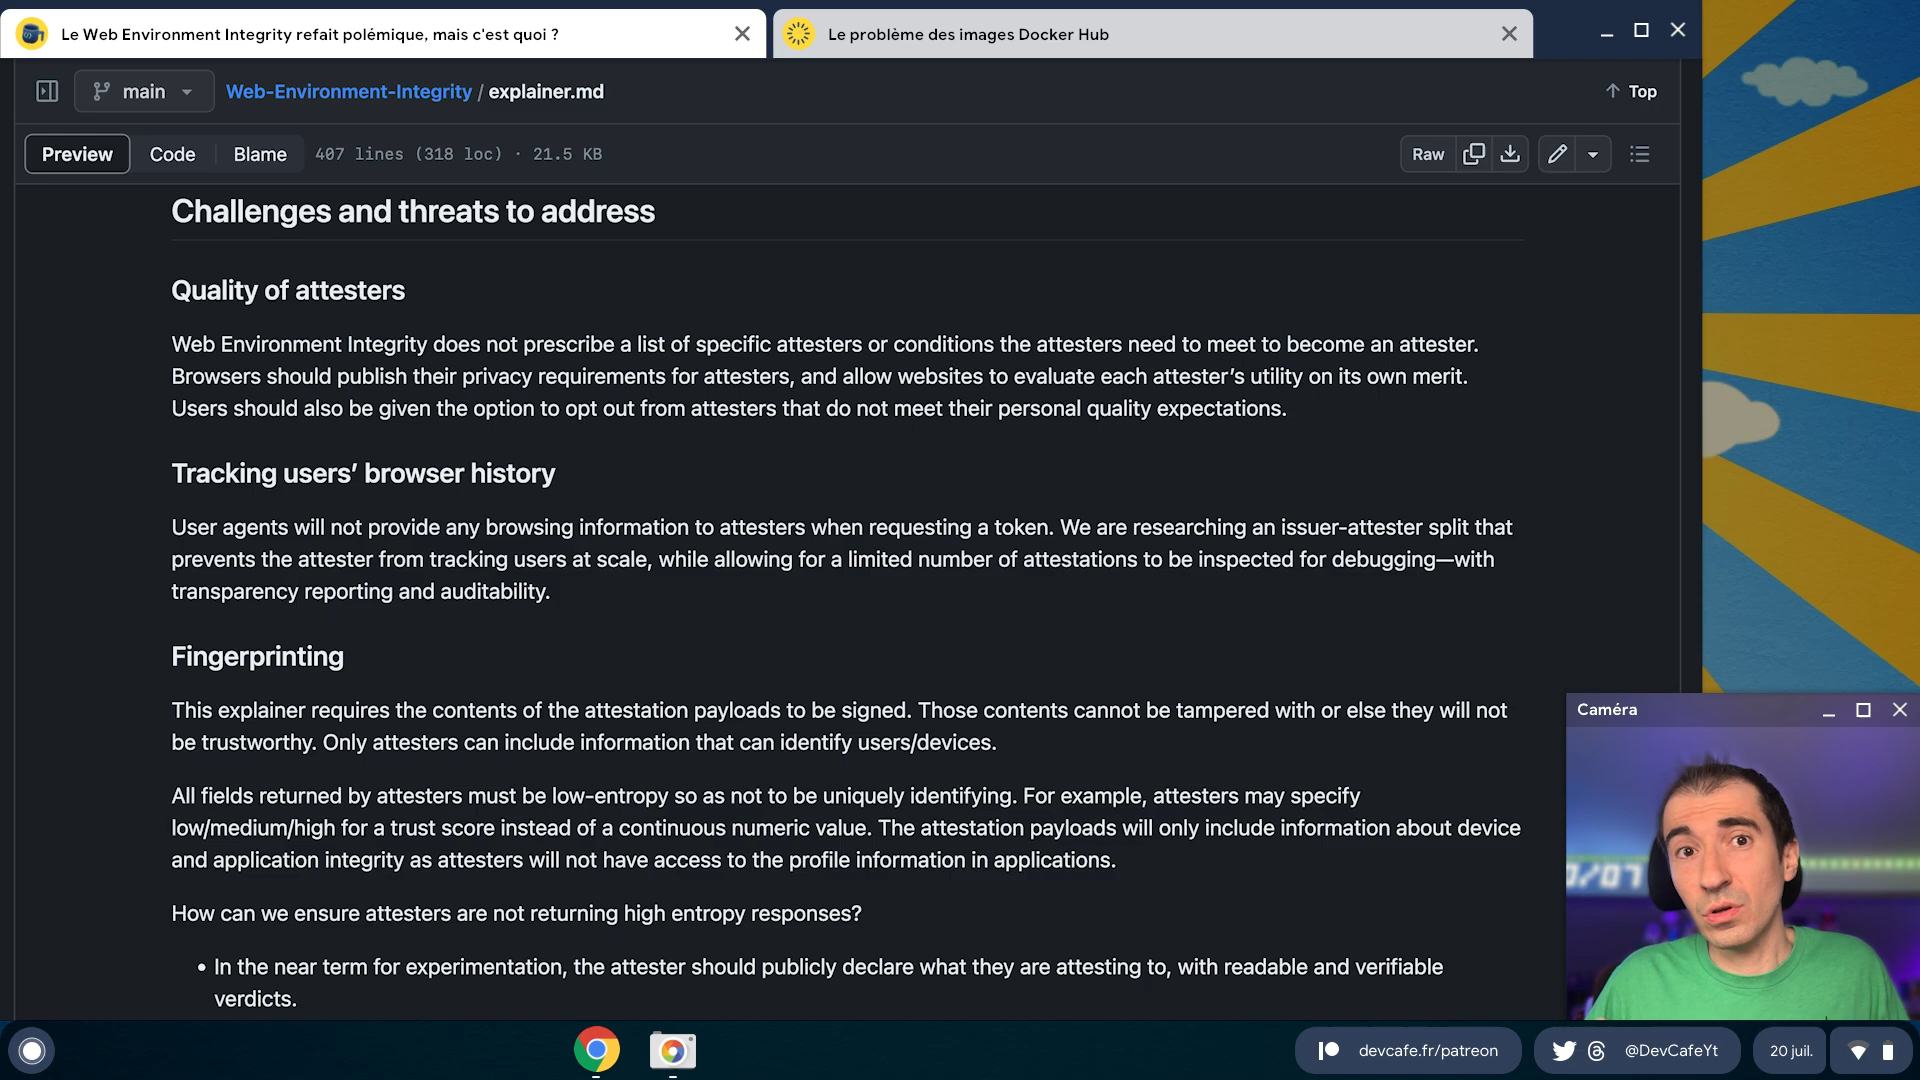 Le Web Environment Integrity refait polémique, mais c'est quoi ?
Le problème des images Docker Hub
main
Web-Environment-Integrity / explainer.md
Top
Preview
Code
Blame
407 lines (318 loc) · 21.5 KB
Raw
Challenges and threats to address
Quality of attesters
Web Environment Integrity does not prescribe a list of specific attesters or conditions the attesters need to meet to become an attester.
Browsers should publish their privacy requirements for attesters, and allow websites to evaluate each attester’s utility on its own merit.
Users should also be given the option to opt out from attesters that do not meet their personal quality expectations.
Tracking users’ browser history
User agents will not provide any browsing information to attesters when requesting a token. We are researching an issuer-attester split that
prevents the attester from tracking users at scale, while allowing for a limited number of attestations to be inspected for debugging—with
transparency reporting and auditability.
Fingerprinting
This explainer requires the contents of the attestation payloads to be signed. Those contents cannot be tampered with or else they will not
be trustworthy. Only attesters can include information that can identify users/devices.
All fields returned by attesters must be low-entropy so as not to be uniquely identifying. For example, attesters may specify
low/medium/high for a trust score instead of a continuous numeric value. The attestation payloads will only include information about device
and application integrity as attesters will not have access to the profile information in applications.
How can we ensure attesters are not returning high entropy responses?
• In the near term for experimentation, the attester should publicly declare what they are attesting to, with readable and verifiable
verdicts.
Caméra
0/07
devcafe.fr/patreon
@DevCafeYt
20 juil.